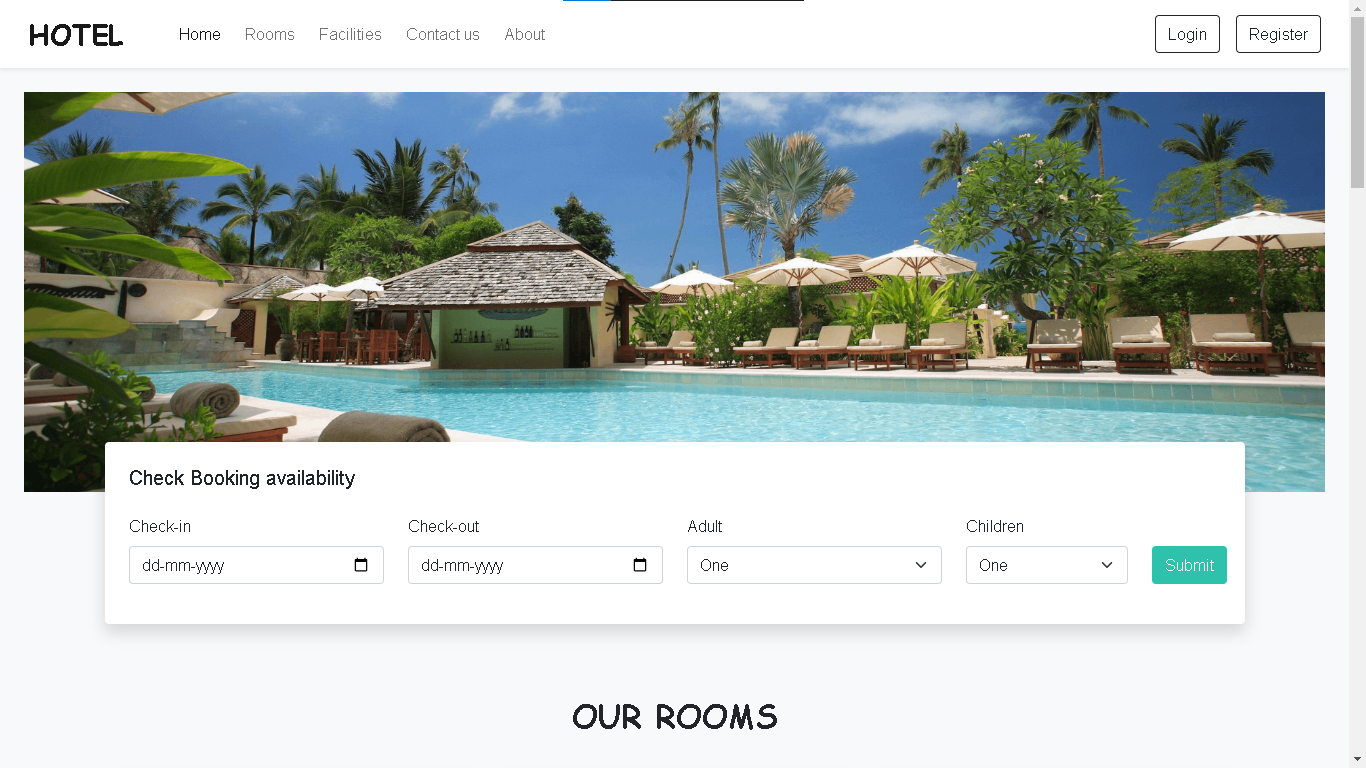 HOTEL Home Rooms Facilities Contact us About Login Register
Check Booking availability
Check-in Check-out Adult Children
dd-mm-yyyy dd-mm-yyyy One One Submit
OUR ROOMS